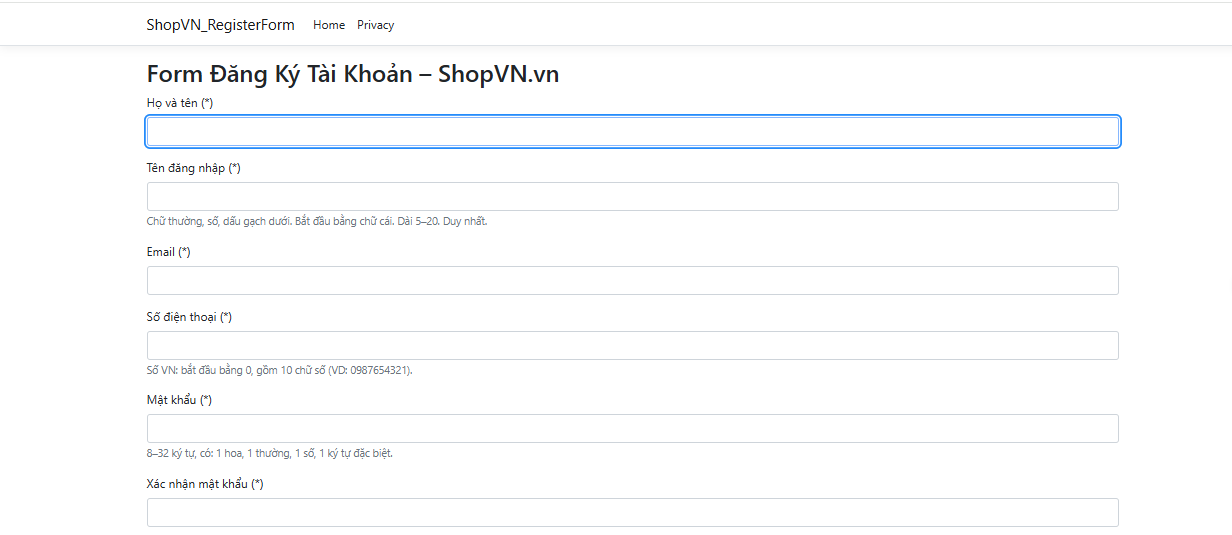 ShopVN_RegisterForm Home Privacy
Form Đăng Ký Tài Khoản – ShopVN.vn
Họ và tên (*)
Tên đăng nhập (*)
Chữ thường, số, dấu gạch dưới. Bắt đầu bằng chữ cái. Dài 5–20. Duy nhất.
Email (*)
Số điện thoại (*)
Số VN: bắt đầu bằng 0, gồm 10 chữ số (VD: 0987654321).
Mật khẩu (*)
8–32 ký tự, có: 1 hoa, 1 thường, 1 số, 1 ký tự đặc biệt.
Xác nhận mật khẩu (*)